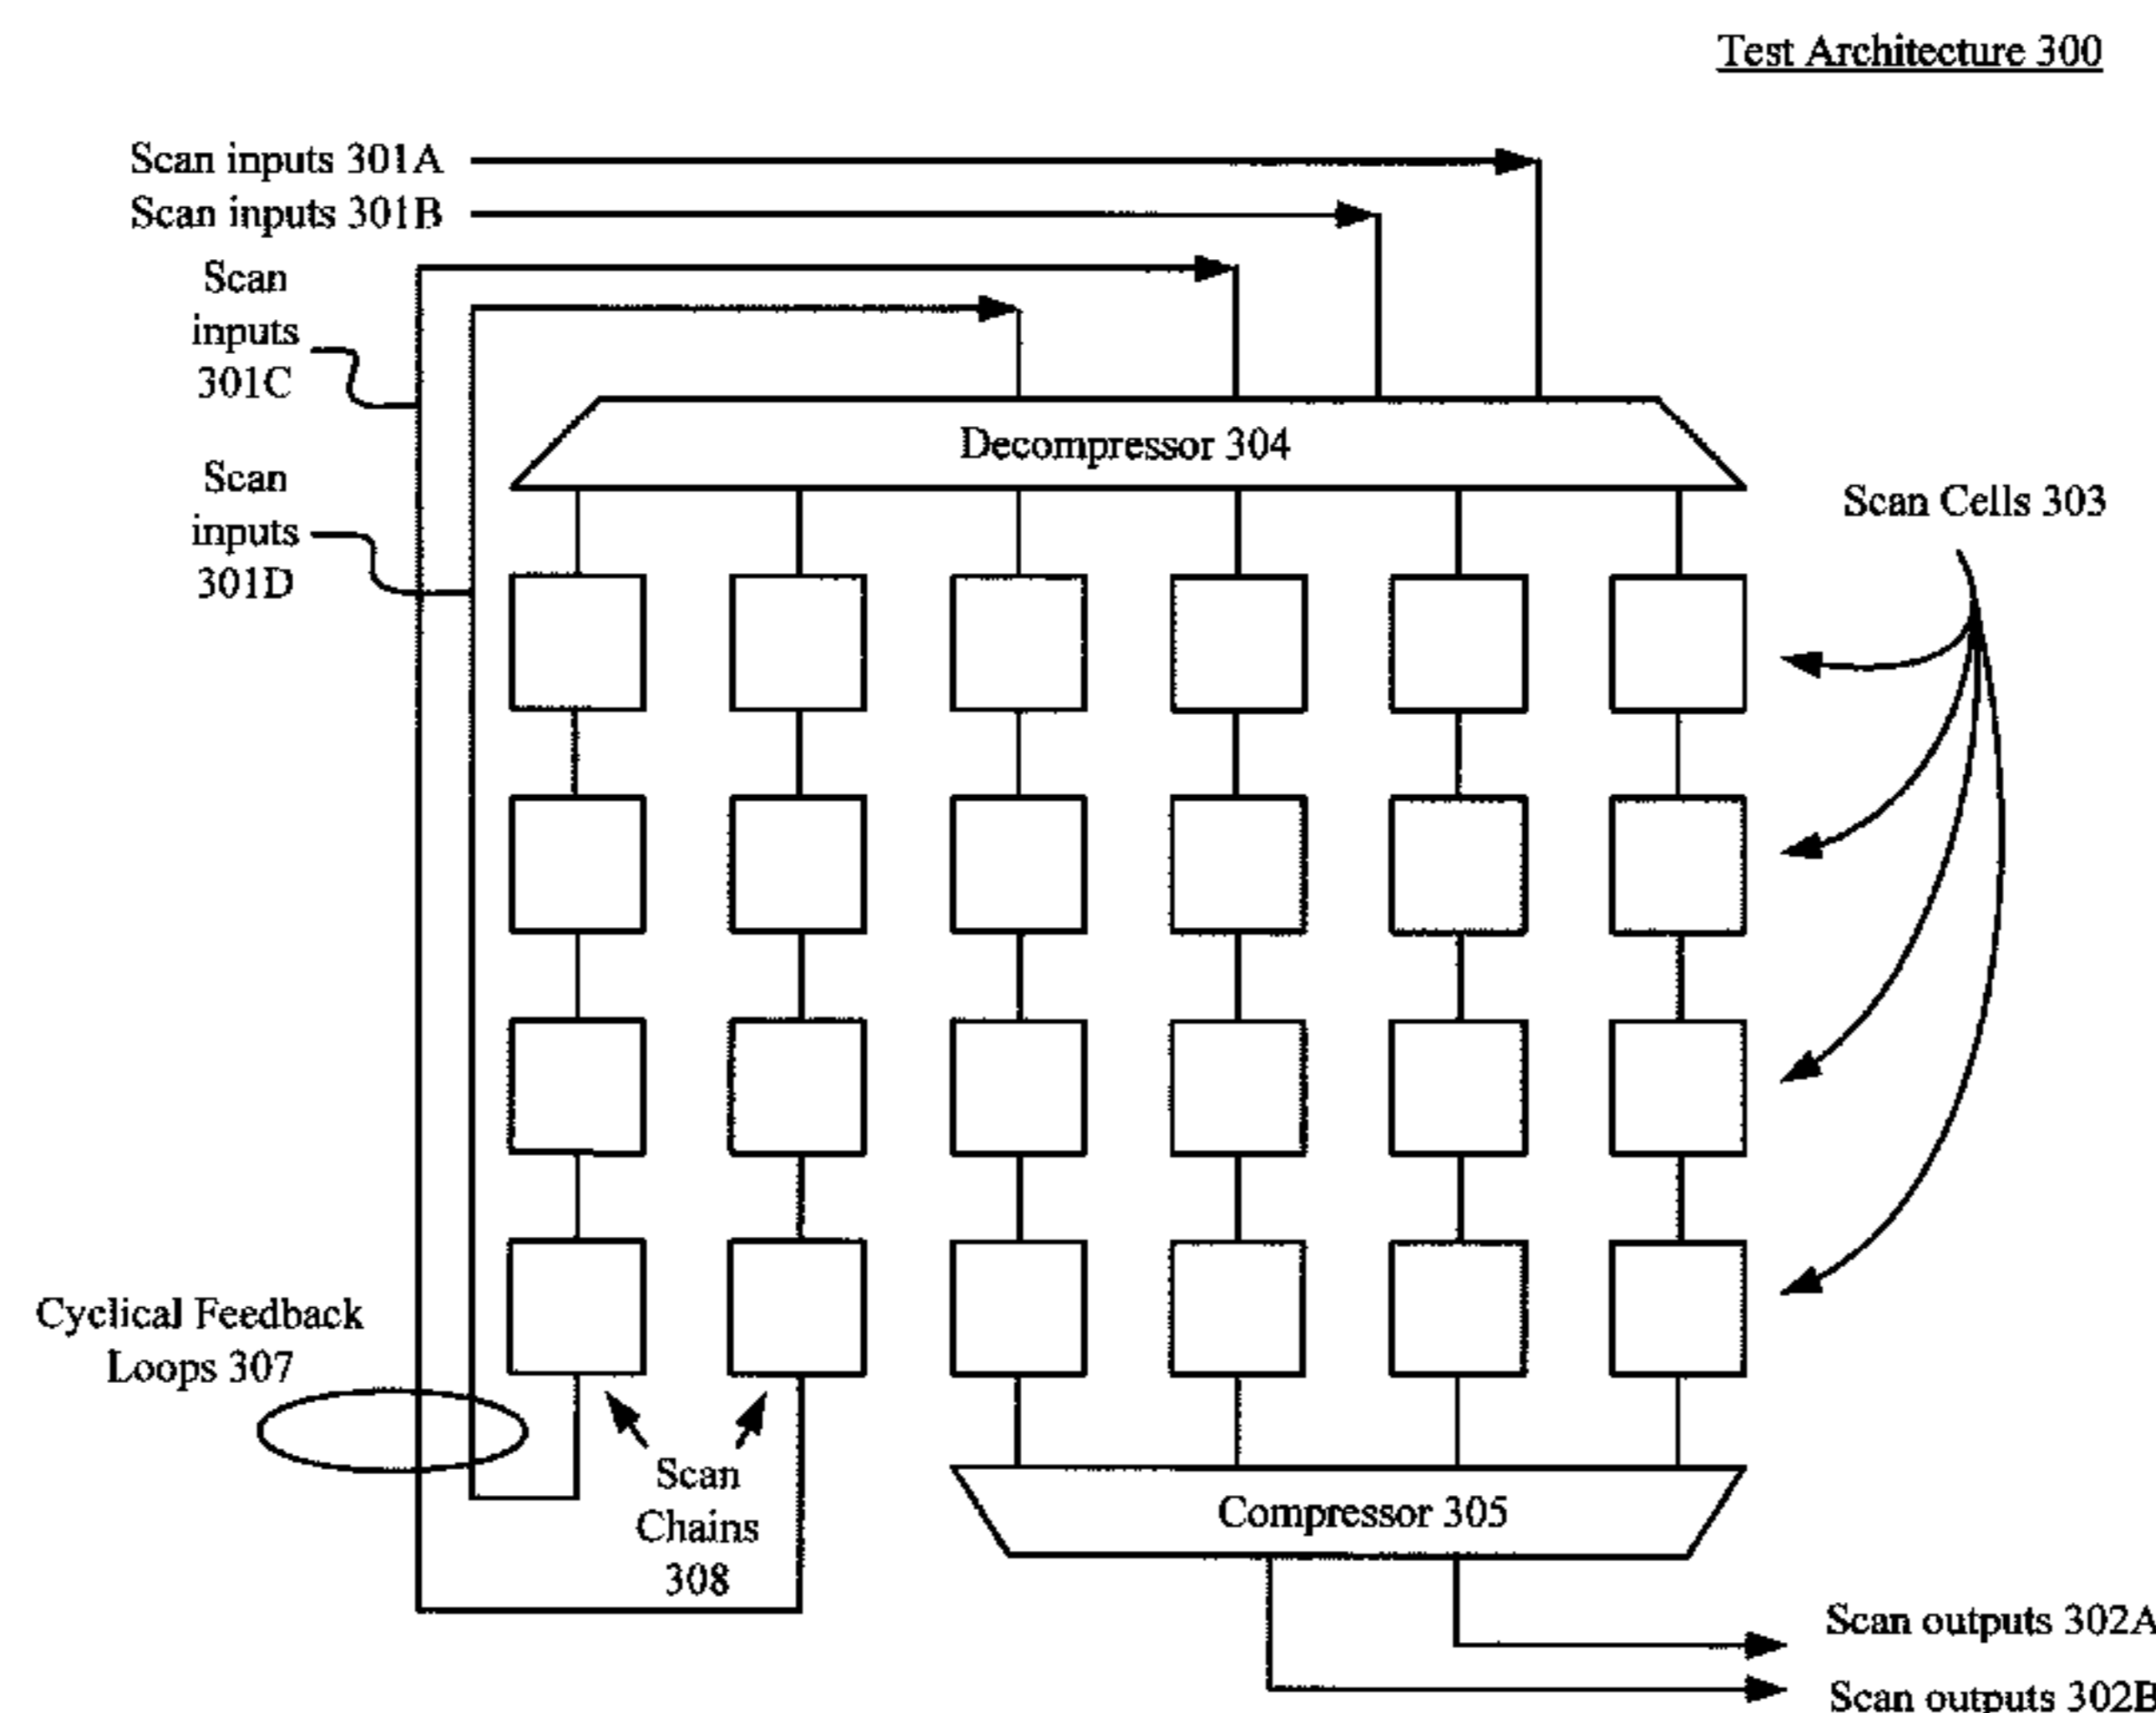 Test Architecture 300
Scan inputs 301A
Scan inputs 301B
Scan
inputs
301C
Decompressor 304
Scan
inputs
301D
Scan Cells 303
Cyclical Feedback
Loops 307
Scan
Chains
308
Compressor 305
Scan outputs 302A
Scan outputs 302B